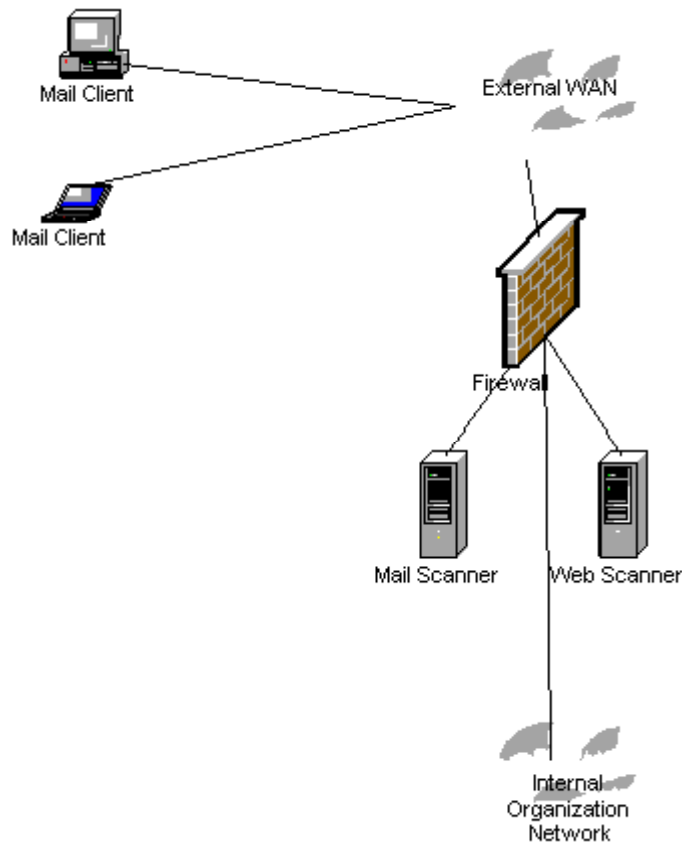 Mail Client
External WAN
Mail Client
Firewall
Mail Scanner
Web Scanner
Internal
Organization
Network